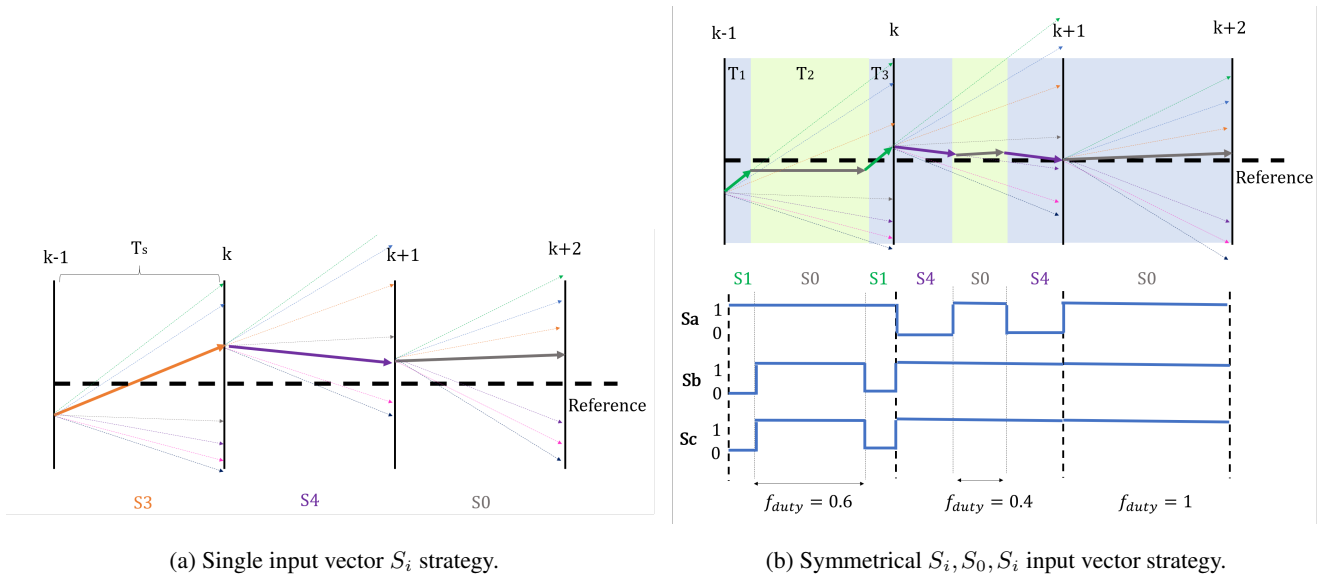 k-1
Ts
k
k+1
k+2
Reference
S3 S4 S0
(a) Single input vector Si strategy.
k-1 k k+1 k+2
T1 T2 T3
Reference
S1 S0 S1 S4 S0 S4 S0
Sa 1 0
Sb 1 0
Sc 1 0
fduty = 0.6 fduty = 0.4 fduty = 1
(b) Symmetrical Si, S0, Si input vector strategy.